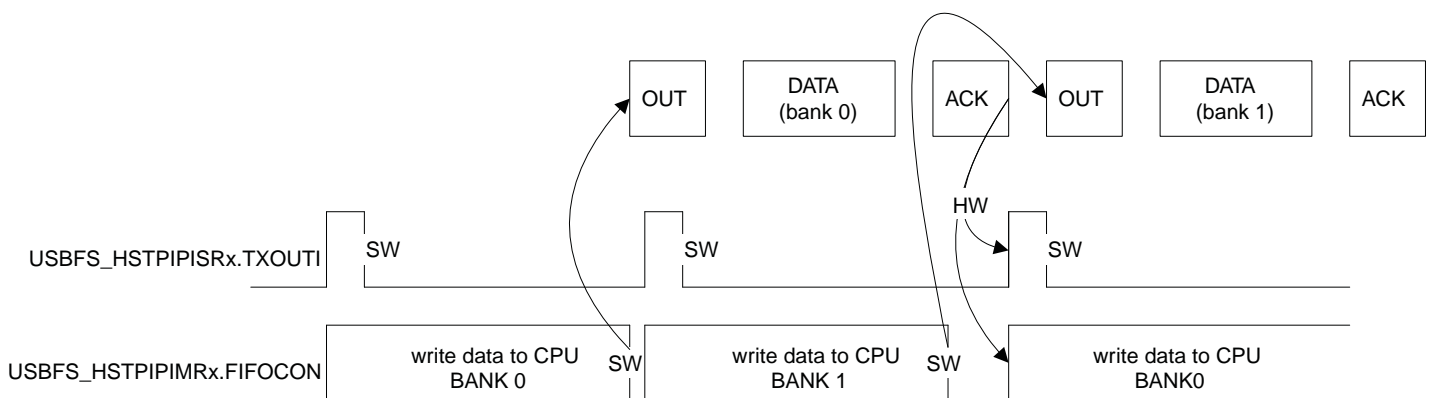 OUT
DATA
(bank 0)
ACK
OUT
DATA
(bank 1)
ACK
HW
USBFS_HSTPIPISRx.TXOUTI
SW
SW
SW
USBFS_HSTPIPIMRx.FIFOCON
write data to CPU
BANK 0
SW
write data to CPU
BANK 1
SW
write data to CPU
BANK0